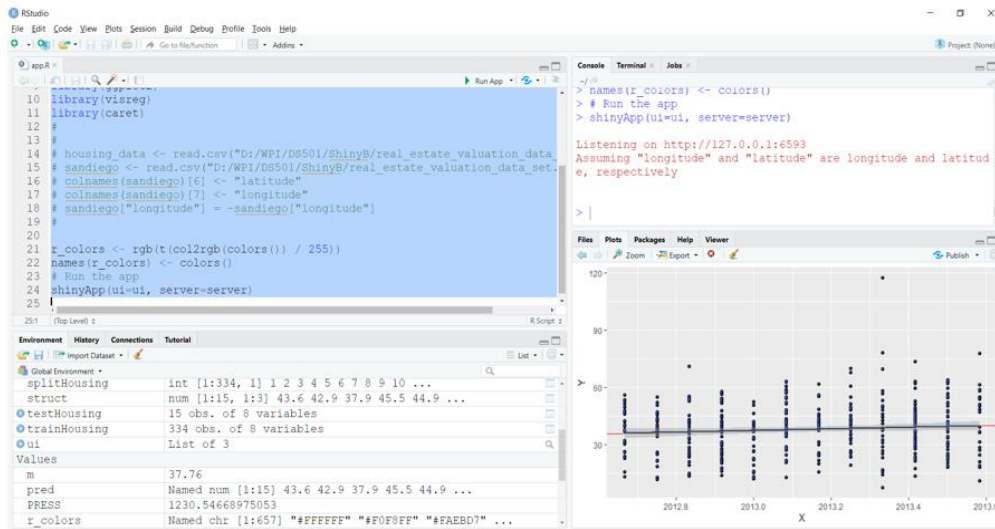 RStudio
File Edit Code View Plots Session Build Debug Profile Tools Help
Go to file/function Addins
Project: (None)
app.R
Run App
10 library(visreg)
11 library(caret)
12 #
13 #
14 # housing_data <- read.csv("D:/WPI/DS501/ShinyB/real_estate_valuation_data_
15 # sandiego <- read.csv("D:/WPI/DS501/ShinyB/real_estate_valuation_data_set.
16 # colnames(sandiego)[6] <- "latitude"
17 # colnames(sandiego)[7] <- "longitude"
18 # sandiego["longitude"] = -sandiego["longitude"]
19 #
20
21 r_colors <- rgb(t(col2rgb(colors()) / 255))
22 names(r_colors) <- colors()
23 # Run the app
24 shinyApp(ui=ui, server=server)
25
25:1 (Top Level) R Script
Environment History Connections Tutorial
Import Dataset List
Global Environment
splitHousing int [1:334, 1] 1 2 3 4 5 6 7 8 9 10 ...
struct num [1:15, 1:3] 43.6 42.9 37.9 45.5 44.9 ...
testHousing 15 obs. of 8 variables
trainHousing 334 obs. of 8 variables
ui List of 3
Values
m 37.76
pred Named num [1:15] 43.6 42.9 37.9 45.5 44.9 ...
PRESS 1230.54668975053
r_colors Named chr [1:657] "#FFFFFF" "#F0F8FF" "#FAEBD7" ...
Console Terminal Jobs
~/
> names(r_colors) <- colors()
> # Run the app
> shinyApp(ui=ui, server=server)
Listening on http://127.0.0.1:6593
Assuming "longitude" and "latitude" are longitude and latitud
e, respectively
>
Files Plots Packages Help Viewer
Zoom Export Publish
120
90
60
30
Y
2012.8 2013.0 2013.2 2013.4
X